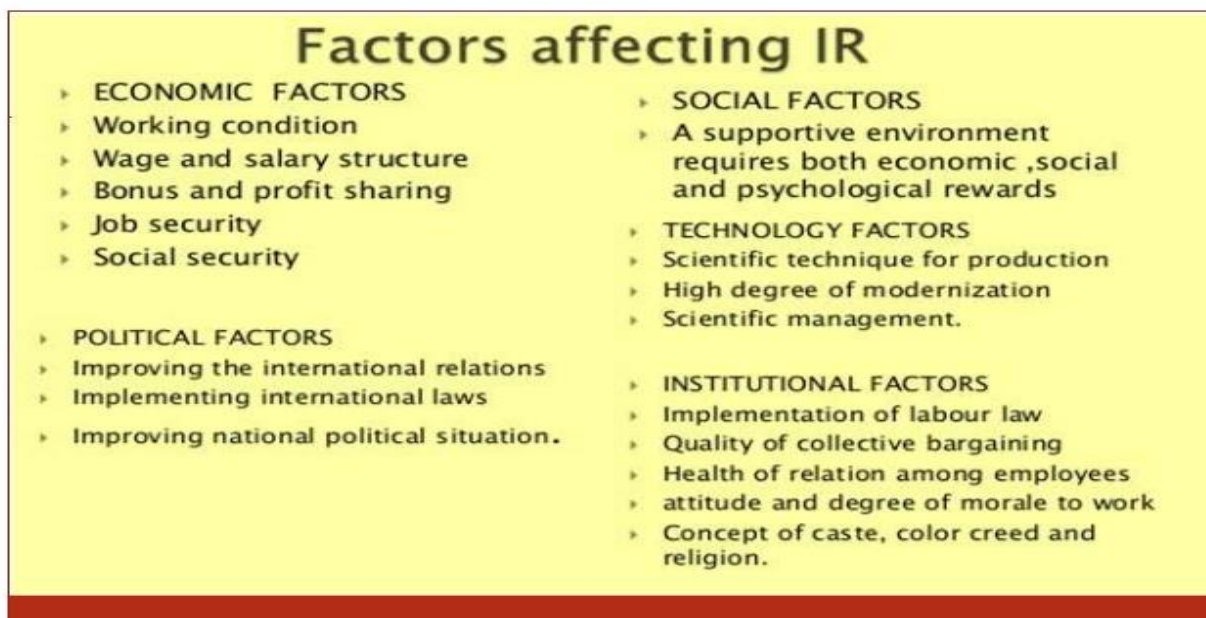 Factors affecting IR
ECONOMIC FACTORS
Working condition
Wage and salary structure
Bonus and profit sharing
Job security
Social security
POLITICAL FACTORS
Improving the international relations
Implementing international laws
Improving national political situation.
SOCIAL FACTORS
A supportive environment
requires both economic ,social
and psychological rewards
TECHNOLOGY FACTORS
Scientific technique for production
High degree of modernization
Scientific management.
INSTITUTIONAL FACTORS
Implementation of labour law
Quality of collective bargaining
Health of relation among employees
attitude and degree of morale to work
Concept of caste, color creed and
religion.